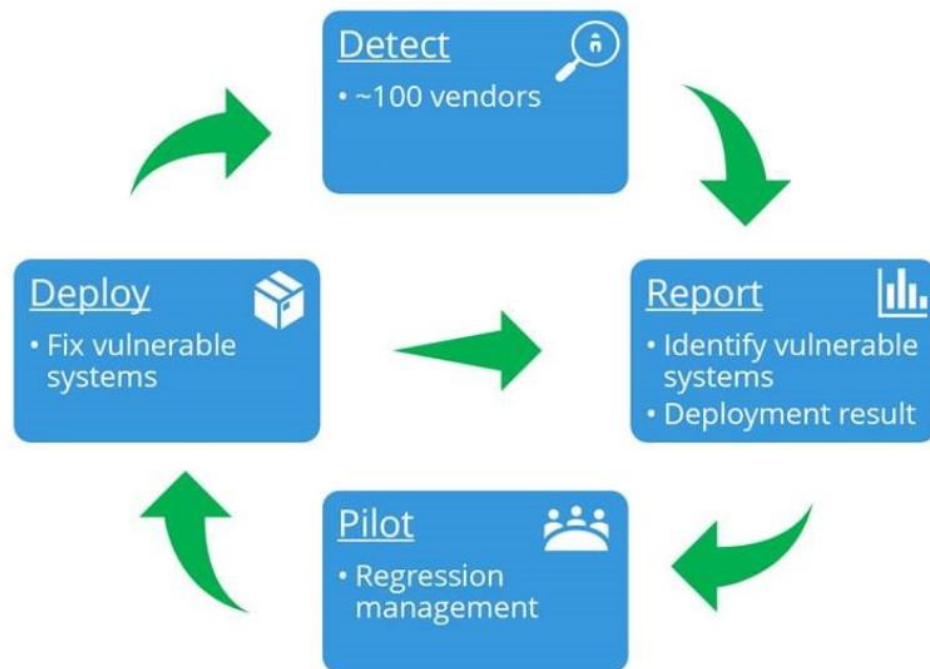 Detect
• ~100 vendors
Deploy
• Fix vulnerable
systems
Report
• Identify vulnerable
systems
• Deployment result
Pilot
• Regression
management